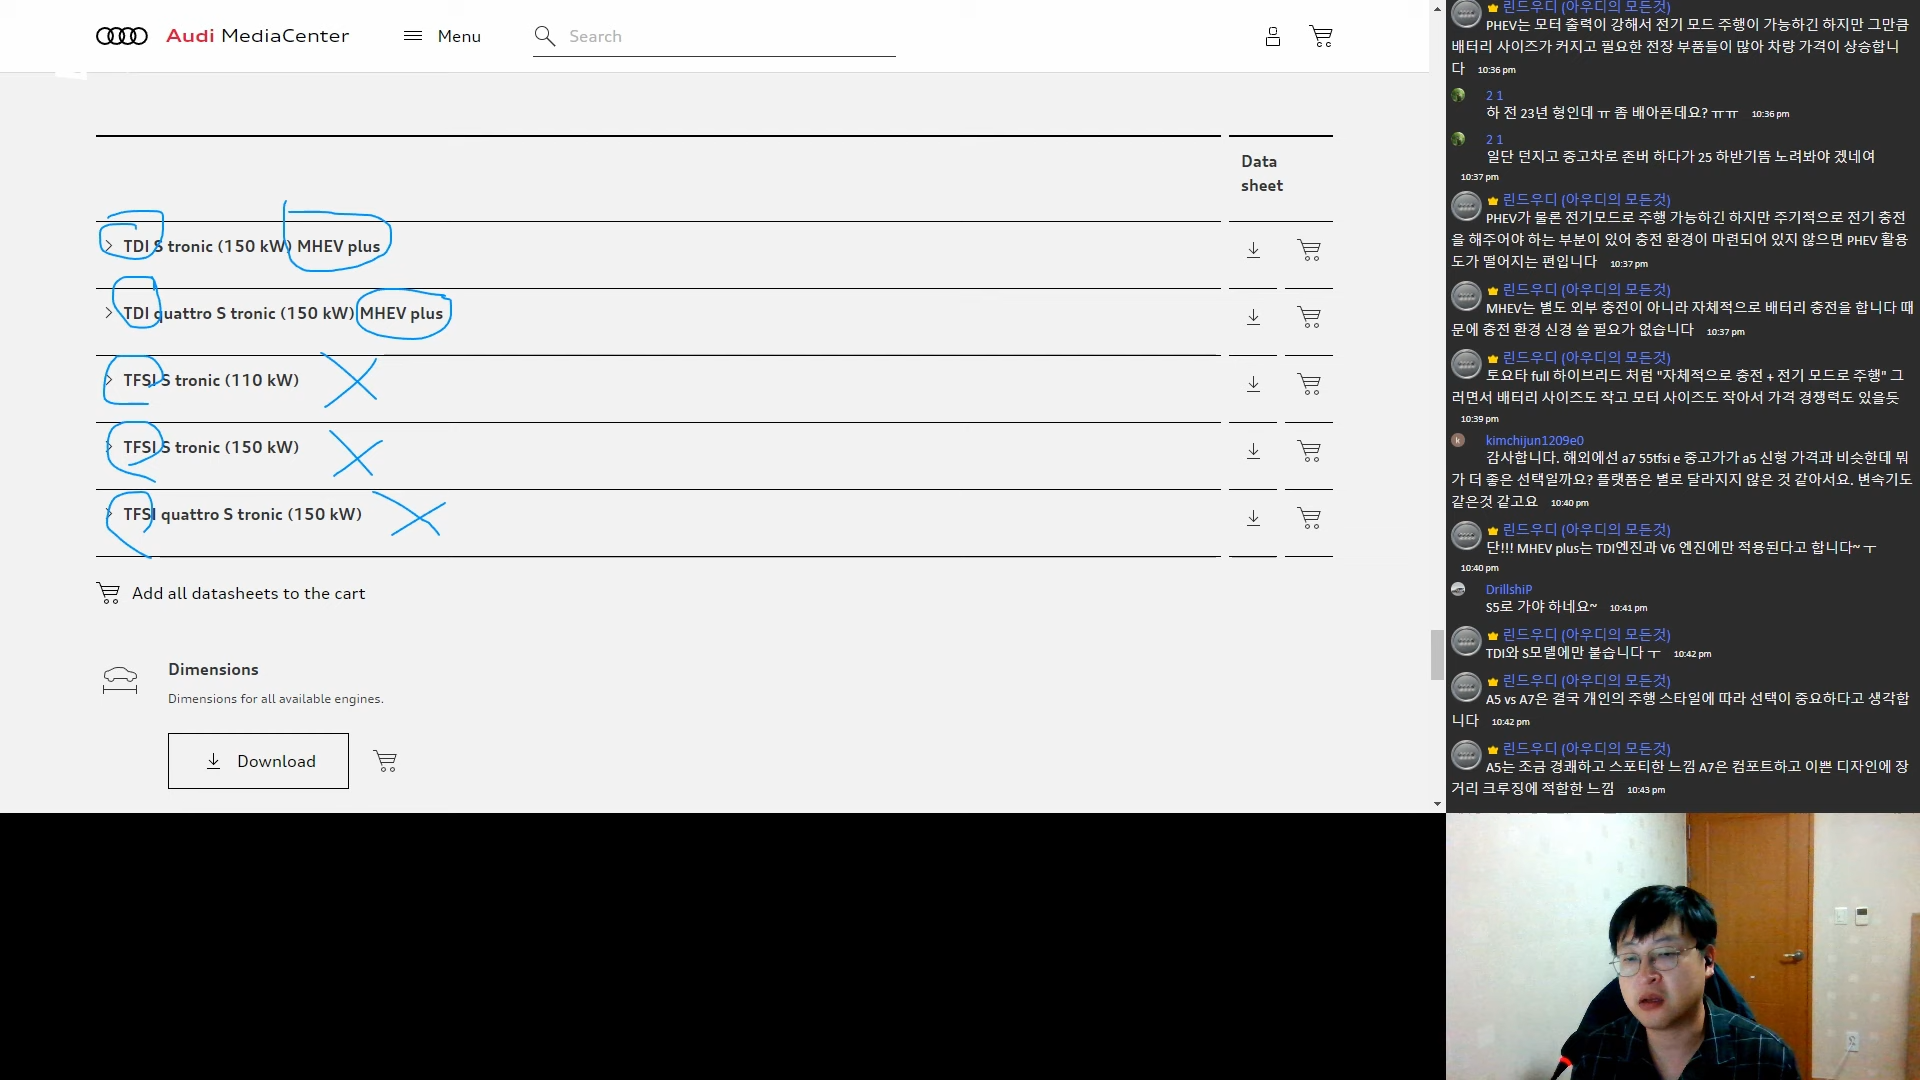 Audi MediaCenter
Menu
Search
Data
sheet
TDI S tronic (150 kW) MHEV plus
TDI quattro S tronic (150 kW) MHEV plus
TFSI S tronic (110 kW)
TFSI S tronic (150 kW)
TFSI quattro S tronic (150 kW)
Add all datasheets to the cart
Dimensions
Dimensions for all available engines.
Download
린드우디 (아우디의 모든것)
PHEV는 모터 출력이 강해서 전기 모드 주행이 가능하긴 하지만 그만큼
배터리 사이즈가 커지고 필요한 전장 부품들이 많아 차량 가격이 상승합니
다 10:36 pm
2 1
하 전 23년 형인데 ㅠ 좀 배아픈데요? ㅠㅠ 10:36 pm
2 1
일단 던지고 중고차로 존버 하다가 25 하반기뜸 노려봐야 겠네여
10:37 pm
린드우디 (아우디의 모든것)
PHEV가 물론 전기모드로 주행 가능하긴 하지만 주기적으로 전기 충전
을 해주어야 하는 부분이 있어 충전 환경이 마련되어 있지 않으면 PHEV 활용
도가 떨어지는 편입니다 10:37 pm
린드우디 (아우디의 모든것)
MHEV는 별도 외부 충전이 아니라 자체적으로 배터리 충전을 합니다 때
문에 충전 환경 신경 쓸 필요가 없습니다 10:37 pm
린드우디 (아우디의 모든것)
토요타 full 하이브리드 처럼 "자체적으로 충전 + 전기 모드로 주행" 그
러면서 배터리 사이즈도 작고 모터 사이즈도 작아서 가격 경쟁력도 있을듯
10:39 pm
k kimchijun1209e0
감사합니다. 해외에선 a7 55tfsi e 중고가가 a5 신형 가격과 비슷한데 뭐
가 더 좋은 선택일까요? 플랫폼은 별로 달라지지 않은 것 같아서요. 변속기도
같은것 같고요 10:40 pm
린드우디 (아우디의 모든것)
단!!! MHEV plus는 TDI엔진과 V6 엔진에만 적용된다고 합니다~ ㅜ
10:40 pm
DrillshiP
S5로 가야 하네요~ 10:41 pm
린드우디 (아우디의 모든것)
TDI와 S모델에만 붙습니다 ㅜ 10:42 pm
린드우디 (아우디의 모든것)
A5 vs A7은 결국 개인의 주행 스타일에 따라 선택이 중요하다고 생각합
니다 10:42 pm
린드우디 (아우디의 모든것)
A5는 조금 경쾌하고 스포티한 느낌 A7은 컴포트하고 이쁜 디자인에 장
거리 크루징에 적합한 느낌 10:43 pm